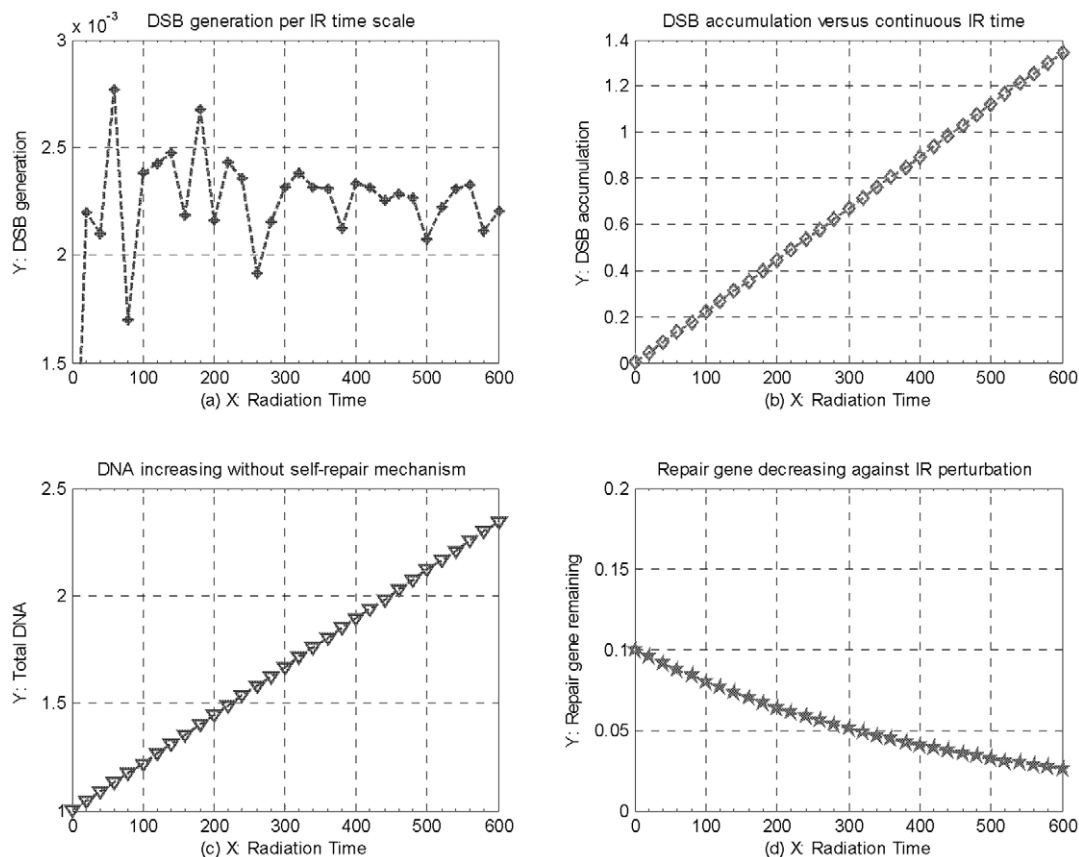 DSB generation per IR time scale
x 10-3
3
2.5
2
1.5
Y: DSB generation
0 100 200 300 400 500 600
(a) X: Radiation Time
DSB accumulation versus continuous IR time
1.4
1.2
1
0.8
0.6
0.4
0.2
0
Y: DSB accumulation
0 100 200 300 400 500 600
(b) X: Radiation Time
DNA increasing without self-repair mechanism
2.5
2
1.5
1
Y: Total DNA
0 100 200 300 400 500 600
(c) X: Radiation Time
Repair gene decreasing against IR perturbation
0.2
0.15
0.1
0.05
0
Y: Repair gene remaining
0 100 200 300 400 500 600
(d) X: Radiation Time